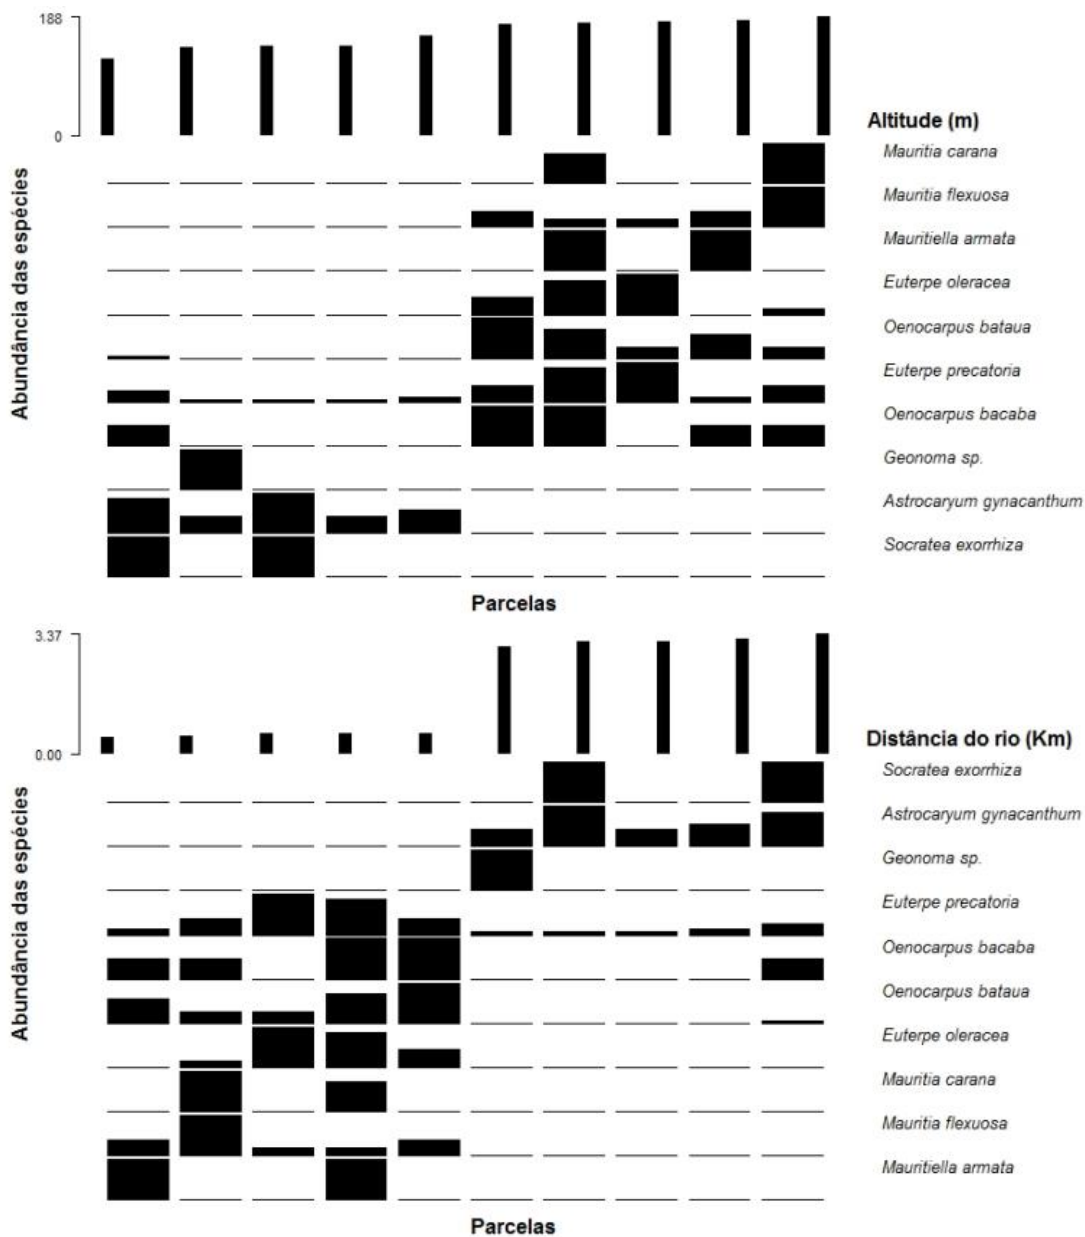 188
0
Altitude (m)
Abundância das espécies
Mauritia carana
Mauritia flexuosa
Mauritiella armata
Euterpe oleracea
Oenocarpus bataua
Euterpe precatoria
Oenocarpus bacaba
Geonoma sp.
Astrocaryum gynacanthum
Socratea exorrhiza
Parcelas
3.37
0.00
Distância do rio (Km)
Abundância das espécies
Socratea exorrhiza
Astrocaryum gynacanthum
Geonoma sp.
Euterpe precatoria
Oenocarpus bacaba
Oenocarpus bataua
Euterpe oleracea
Mauritia carana
Mauritia flexuosa
Mauritiella armata
Parcelas